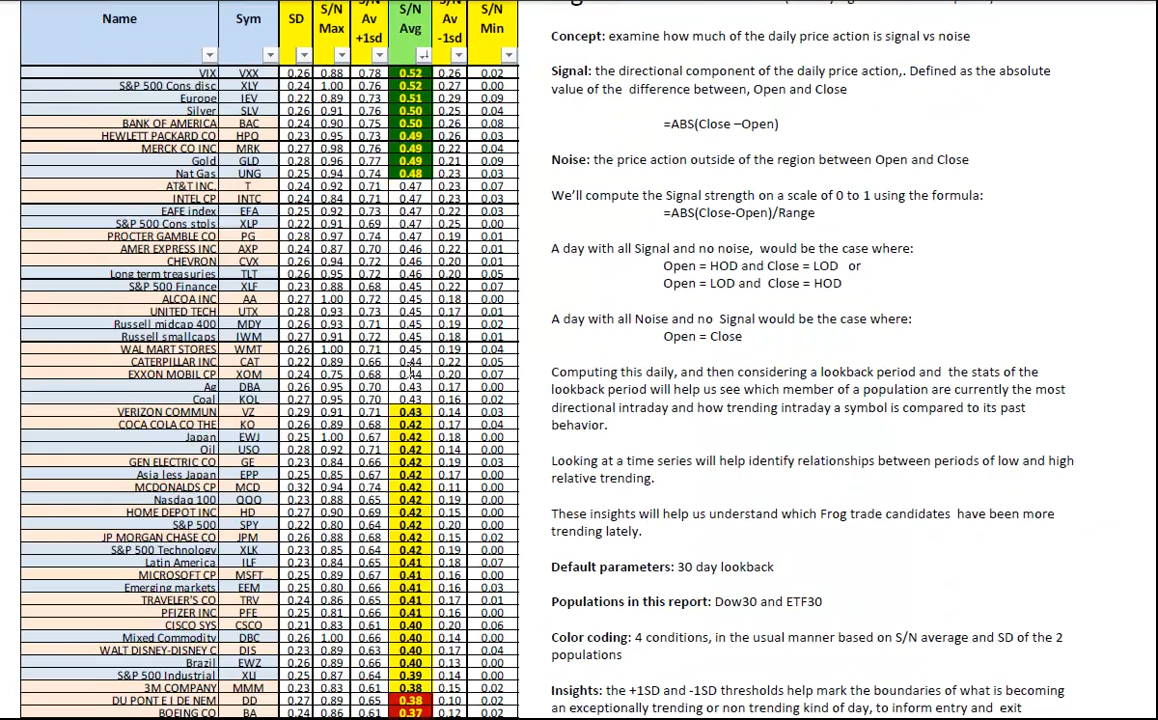 Name Sym SD S/N Max S/N Av +1sd S/N Avg S/N Av -1sd S/N Min
VIX VXX 0.26 0.88 0.78 0.52 0.26 0.02
S&P 500 Cons disc XLY 0.24 1.00 0.76 0.52 0.27 0.00
Europe IEV 0.22 0.89 0.73 0.51 0.29 0.09
Silver SLV 0.26 0.91 0.76 0.50 0.25 0.04
BANK OF AMERICA BAC 0.24 0.90 0.75 0.50 0.26 0.08
HEWLETT PACKARD CO HPQ 0.23 0.95 0.73 0.49 0.26 0.03
MERCK CO INC MRK 0.27 0.98 0.76 0.49 0.22 0.04
Gold GLD 0.28 0.96 0.77 0.49 0.21 0.09
Nat Gas UNG 0.25 0.94 0.74 0.48 0.23 0.00
AT&T INC. T 0.24 0.92 0.71 0.47 0.23 0.07
INTEL CP INTC 0.24 0.84 0.71 0.47 0.23 0.03
EAFE index EFA 0.25 0.92 0.73 0.47 0.22 0.03
S&P 500 Cons stpls XLP 0.22 0.91 0.69 0.47 0.25 0.00
PROCTER GAMBLE CO PG 0.28 0.97 0.74 0.47 0.19 0.01
AMER EXPRESS INC AXP 0.24 0.87 0.70 0.46 0.22 0.01
CHEVRON CVX 0.26 0.94 0.72 0.46 0.20 0.01
Long term treasuries TLT 0.26 0.95 0.72 0.46 0.20 0.05
S&P 500 Finance XLF 0.23 0.88 0.68 0.45 0.22 0.07
ALCOA INC AA 0.27 1.00 0.72 0.45 0.18 0.00
UNITED TECH UTX 0.28 0.93 0.73 0.45 0.17 0.01
Russell midcap 400 MDY 0.26 0.93 0.71 0.45 0.19 0.02
Russell smallcaps IWM 0.27 0.91 0.72 0.45 0.18 0.01
WAL MART STORES WMT 0.26 1.00 0.71 0.45 0.19 0.04
CATERPILLAR INC CAT 0.22 0.89 0.66 0.44 0.22 0.05
EXXON MOBIL CP XOM 0.24 0.75 0.68 0.44 0.20 0.07
Ag DBA 0.26 0.95 0.70 0.43 0.17 0.00
Coal KOL 0.27 0.95 0.70 0.43 0.16 0.02
VERIZON COMMUN VZ 0.29 0.91 0.71 0.43 0.14 0.03
COCA COLA CO THE KO 0.26 0.89 0.68 0.42 0.17 0.04
Japan EWJ 0.25 1.00 0.67 0.42 0.18 0.00
Oil USO 0.28 0.92 0.71 0.42 0.14 0.00
GEN ELECTRIC CO GE 0.23 0.84 0.66 0.42 0.19 0.03
Asia less Japan EPP 0.25 0.85 0.67 0.42 0.17 0.00
MCDONALDS CP MCD 0.32 0.94 0.74 0.42 0.11 0.00
Nasdaq 100 QQQ 0.23 0.88 0.65 0.42 0.19 0.00
HOME DEPOT INC HD 0.27 0.90 0.69 0.42 0.15 0.00
S&P 500 SPY 0.22 0.80 0.64 0.42 0.20 0.00
JP MORGAN CHASE CO JPM 0.26 0.88 0.68 0.42 0.15 0.02
S&P 500 Technology XLK 0.23 0.85 0.64 0.42 0.19 0.00
Latin America ILF 0.23 0.84 0.64 0.41 0.18 0.07
MICROSOFT CP MSFT 0.25 0.89 0.67 0.41 0.16 0.00
Emerging markets EEM 0.25 0.80 0.66 0.41 0.16 0.03
TRAVELER'S CO TRV 0.24 0.86 0.65 0.41 0.17 0.01
PFIZER INC PFE 0.25 0.81 0.66 0.41 0.16 0.00
CISCO SYS CSCO 0.21 0.83 0.61 0.40 0.20 0.06
Mixed Commodity DBC 0.26 1.00 0.66 0.40 0.14 0.00
WALT DISNEY-DISNEY C DIS 0.23 0.89 0.63 0.40 0.17 0.04
Brazil EWZ 0.26 0.89 0.66 0.40 0.13 0.00
S&P 500 Industrial XLI 0.25 0.87 0.64 0.39 0.14 0.00
3M COMPANY MMM 0.23 0.83 0.61 0.38 0.15 0.02
DU PONT E I DE NEM DD 0.27 0.89 0.65 0.38 0.10 0.02
BOEING CO BA 0.24 0.86 0.61 0.37 0.12 0.02
Concept: examine how much of the daily price action is signal vs noise
Signal: the directional component of the daily price action,. Defined as the absolute
value of the difference between, Open and Close
=ABS(Close –Open)
Noise: the price action outside of the region between Open and Close
We'll compute the Signal strength on a scale of 0 to 1 using the formula:
=ABS(Close-Open)/Range
A day with all Signal and no noise, would be the case where:
Open = HOD and Close = LOD or
Open = LOD and Close = HOD
A day with all Noise and no Signal would be the case where:
Open = Close
Computing this daily, and then considering a lookback period and the stats of the
lookback period will help us see which member of a population are currently the most
directional intraday and how trending intraday a symbol is compared to its past
behavior.
Looking at a time series will help identify relationships between periods of low and high
relative trending.
These insights will help us understand which Frog trade candidates have been more
trending lately.
Default parameters: 30 day lookback
Populations in this report: Dow30 and ETF30
Color coding: 4 conditions, in the usual manner based on S/N average and SD of the 2
populations
Insights: the +1SD and -1SD thresholds help mark the boundaries of what is becoming
an exceptionally trending or non trending kind of day, to inform entry and exit